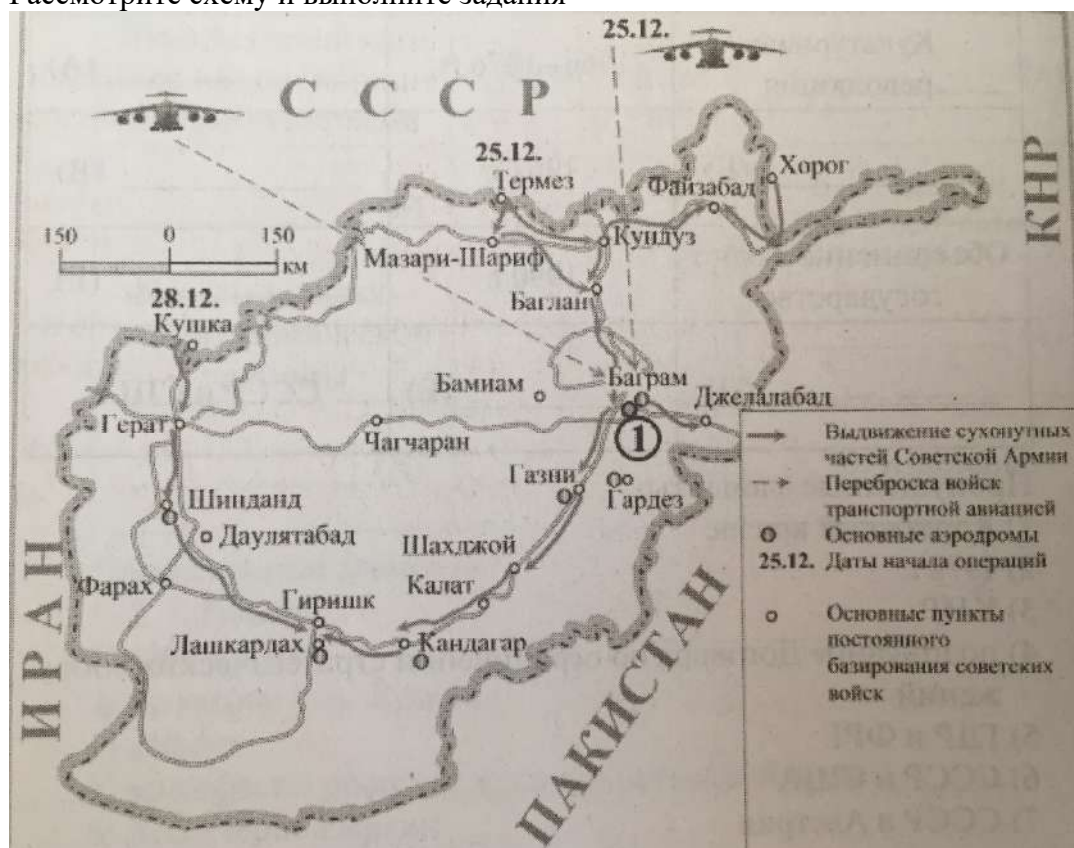 Рассмотрите схему и выполните задания
25.12.
С С С Р
25.12.
Термез
Хорог
Файзабад
КНР
150 0 150
км
Мазари-Шариф
Кундуз
Баглан
28.12.
Кушка
Бамиам
Баграм
Джелалабад
Герат
Чагчаран
1
Газни
Гардез
Шинданд
Даулятабад
Шахджой
Фарах
Калат
Гиришк
Лашкардах
Кандагар
ИРАН
ПАКИСТАН
Выдвижение сухопутных
частей Советской Армии
Переброска войск
транспортной авиацией
Основные аэродромы
25.12. Даты начала операций
Основные пункты
постоянного
базирования советских
войск